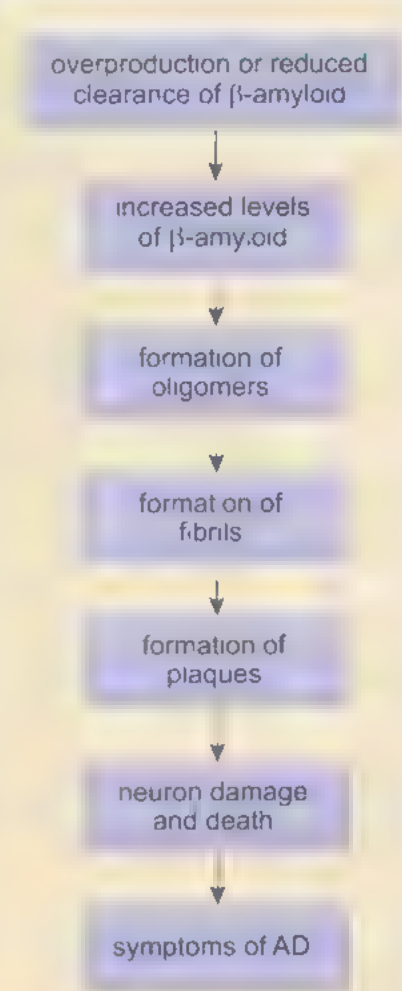 overproduction or reduced
clearance of β-amyloid
increased levels
of β-amyloid
formation of
oligomers
formation of
fibrils
formation of
plaques
neuron damage
and death
symptoms of AD